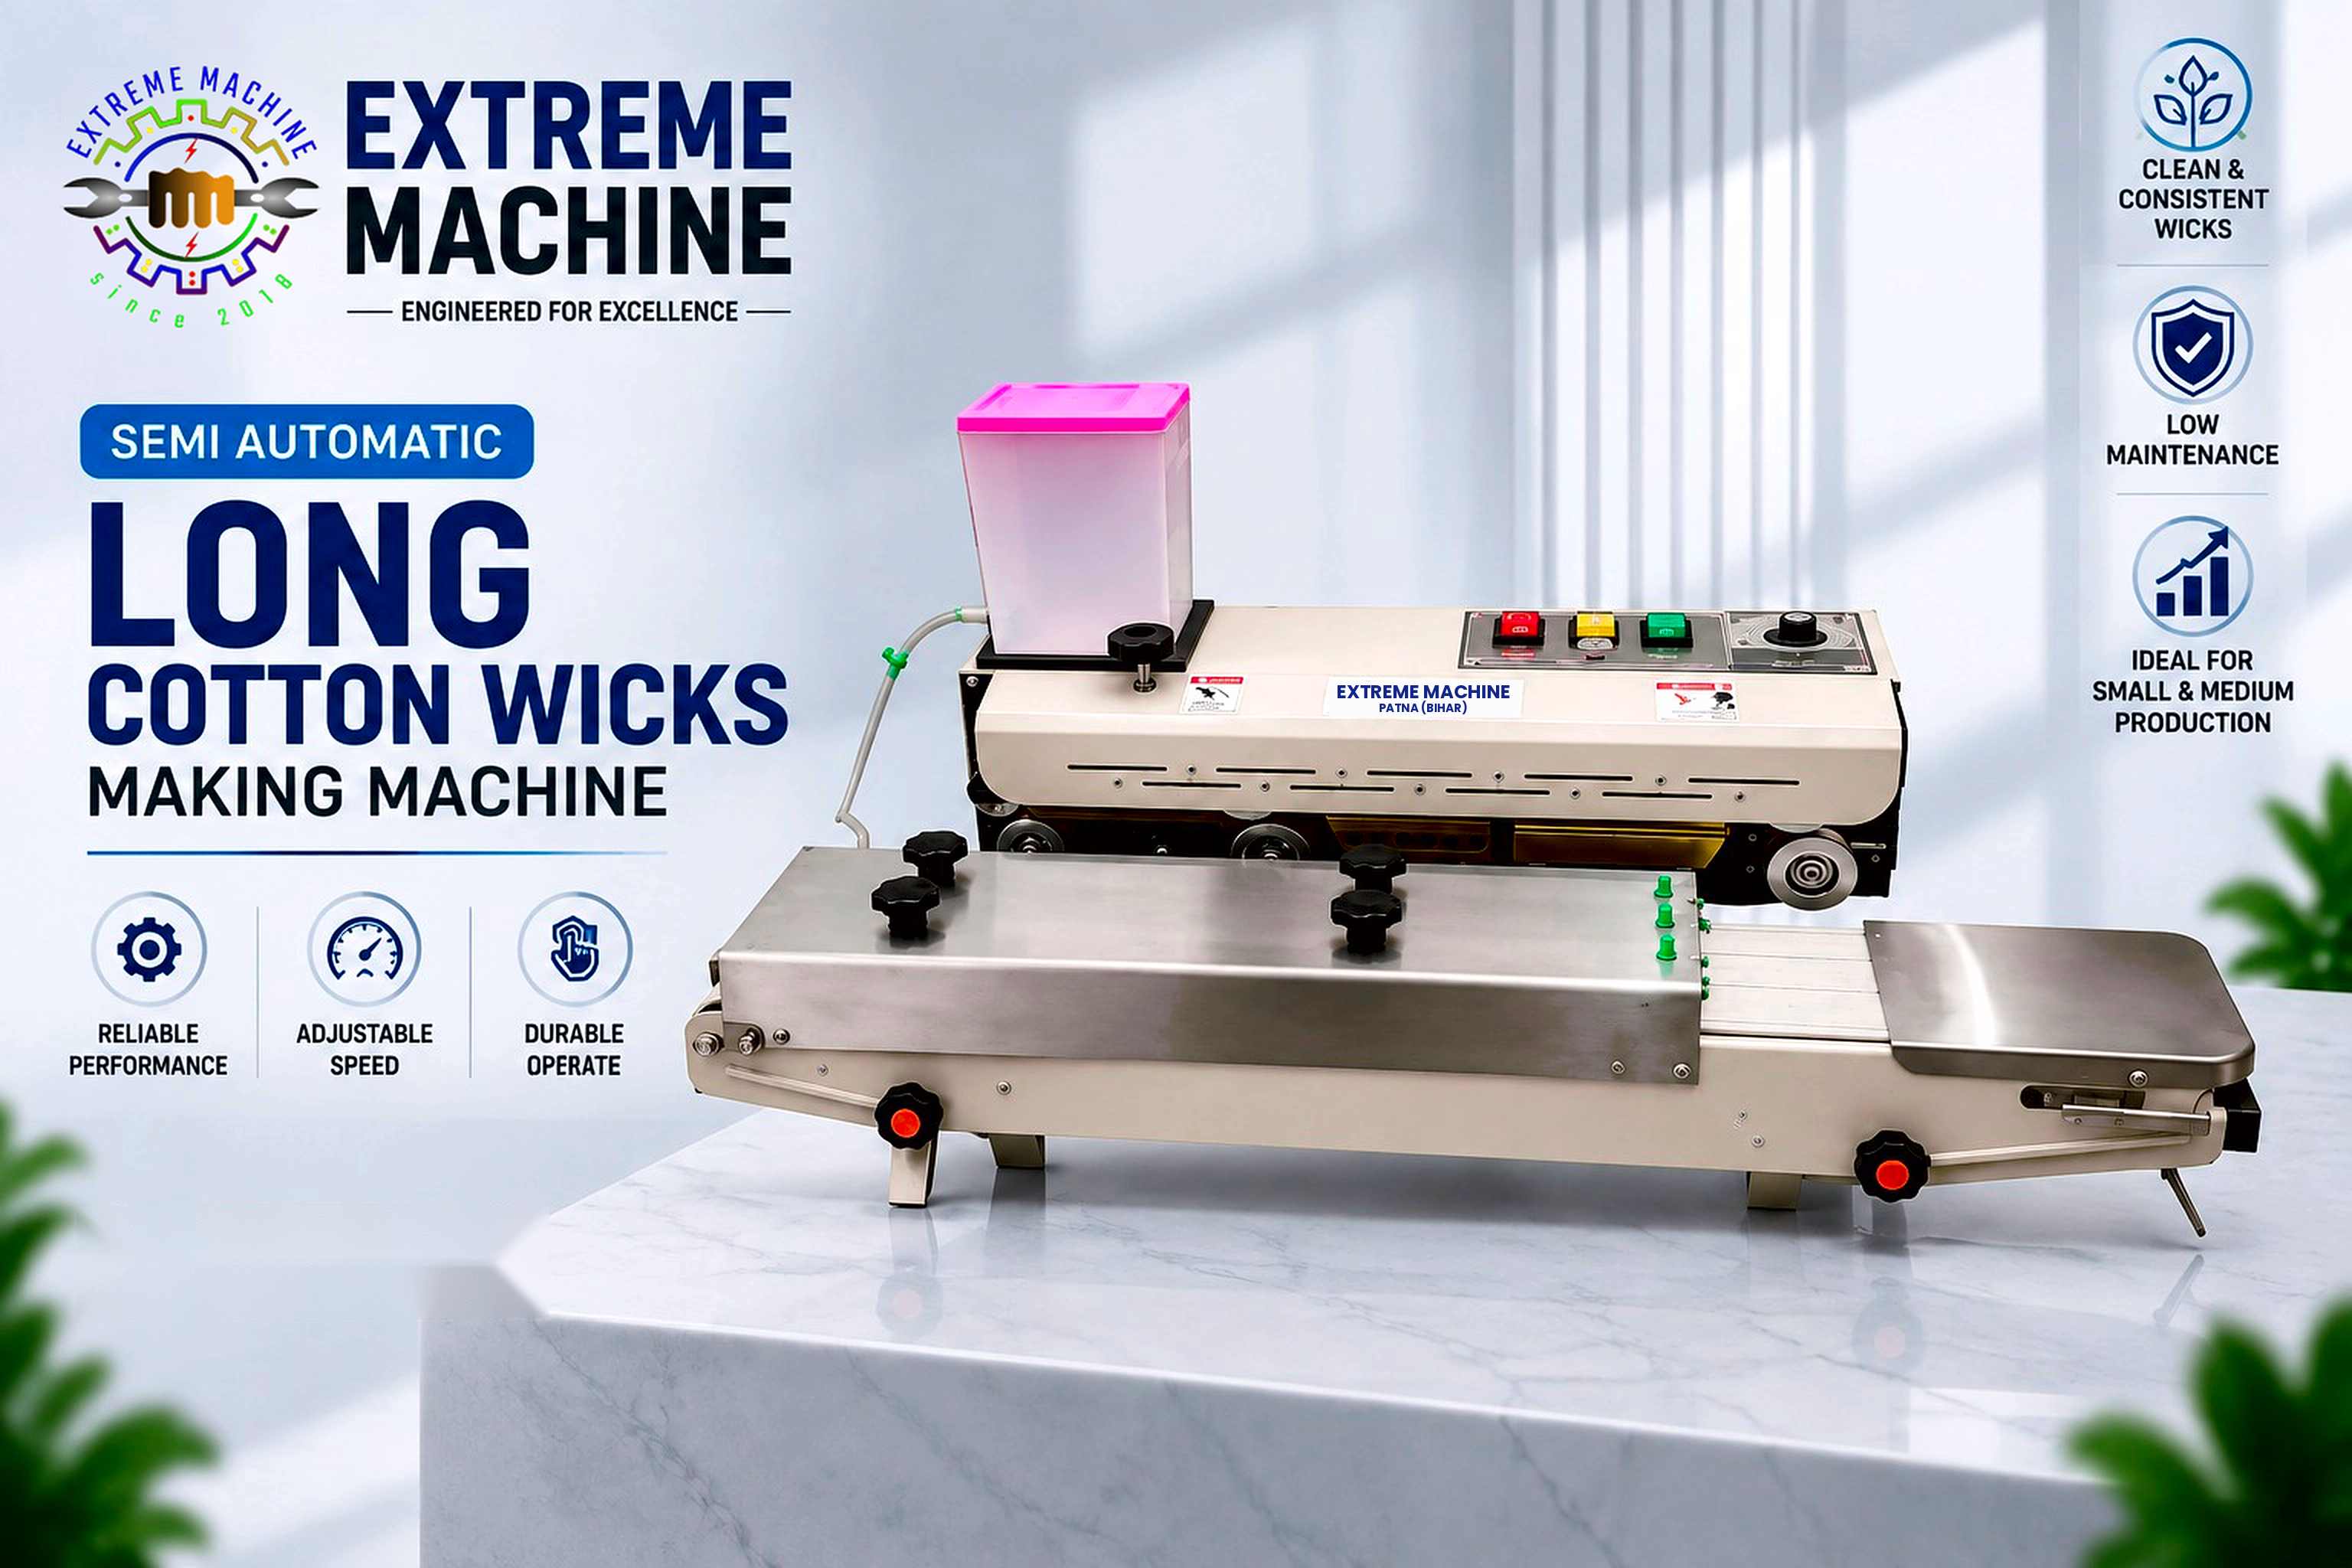 EXTREME MACHINE
since 2018
EXTREME
MACHINE
ENGINEERED FOR EXCELLENCE
SEMI AUTOMATIC
LONG
COTTON WICKS
MAKING MACHINE
RELIABLE
PERFORMANCE
ADJUSTABLE
SPEED
DURABLE
OPERATE
CLEAN &
CONSISTENT
WICKS
LOW
MAINTENANCE
IDEAL FOR
SMALL & MEDIUM
PRODUCTION
EXTREME MACHINE
PATNA (BIHAR)